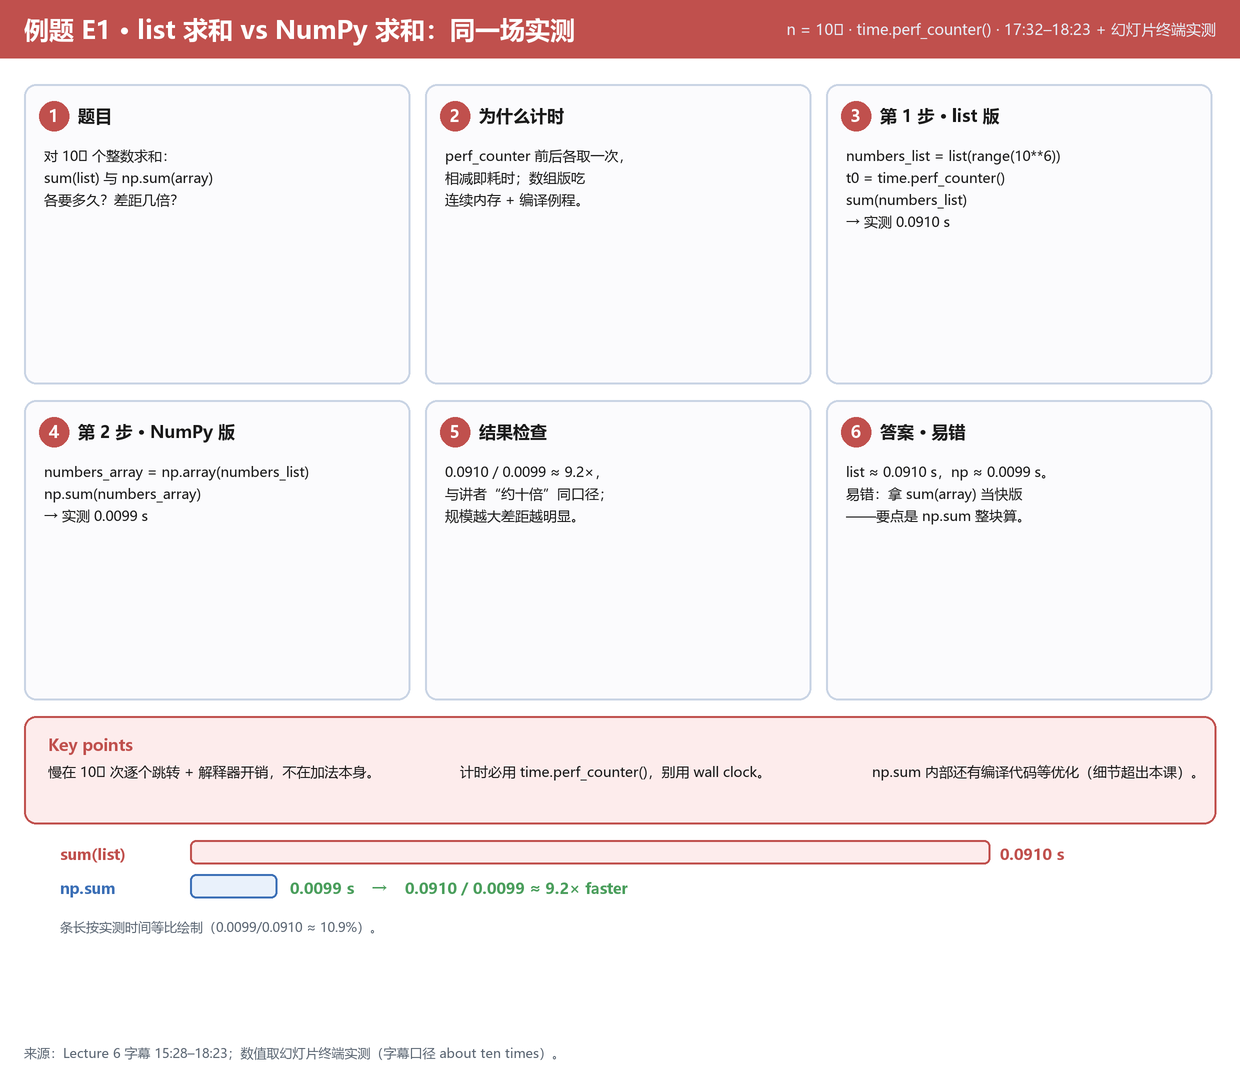 例题 E1 • list 求和 vs NumPy 求和：同一场实测
n = 10▯ · time.perf_counter() · 17:32–18:23 + 幻灯片终端实测
1 题目
对 10▯ 个整数求和：
sum(list) 与 np.sum(array)
各要多久？差距几倍？
2 为什么计时
perf_counter 前后各取一次，
相减即耗时；数组版吃
连续内存 + 编译例程。
3 第 1 步 • list 版
numbers_list = list(range(10**6))
t0 = time.perf_counter()
sum(numbers_list)
→ 实测 0.0910 s
4 第 2 步 • NumPy 版
numbers_array = np.array(numbers_list)
np.sum(numbers_array)
→ 实测 0.0099 s
5 结果检查
0.0910 / 0.0099 ≈ 9.2×，
与讲者“约十倍”同口径；
规模越大差距越明显。
6 答案 • 易错
list ≈ 0.0910 s，np ≈ 0.0099 s。
易错：拿 sum(array) 当快版
——要点是 np.sum 整块算。
Key points
慢在 10▯ 次逐个跳转 + 解释器开销，不在加法本身。
计时必用 time.perf_counter()，别用 wall clock。
np.sum 内部还有编译代码等优化（细节超出本课）。
sum(list) 0.0910 s
np.sum 0.0099 s → 0.0910 / 0.0099 ≈ 9.2× faster
条长按实测时间等比绘制（0.0099/0.0910 ≈ 10.9%）。
来源：Lecture 6 字幕 15:28–18:23；数值取幻灯片终端实测（字幕口径 about ten times）。